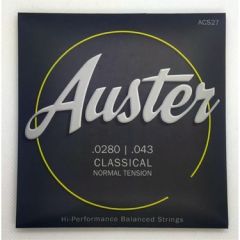 ACS27
Auster
.0280 | .043
CLASSICAL
NORMAL TENSION
Hi-Performance Balanced Strings